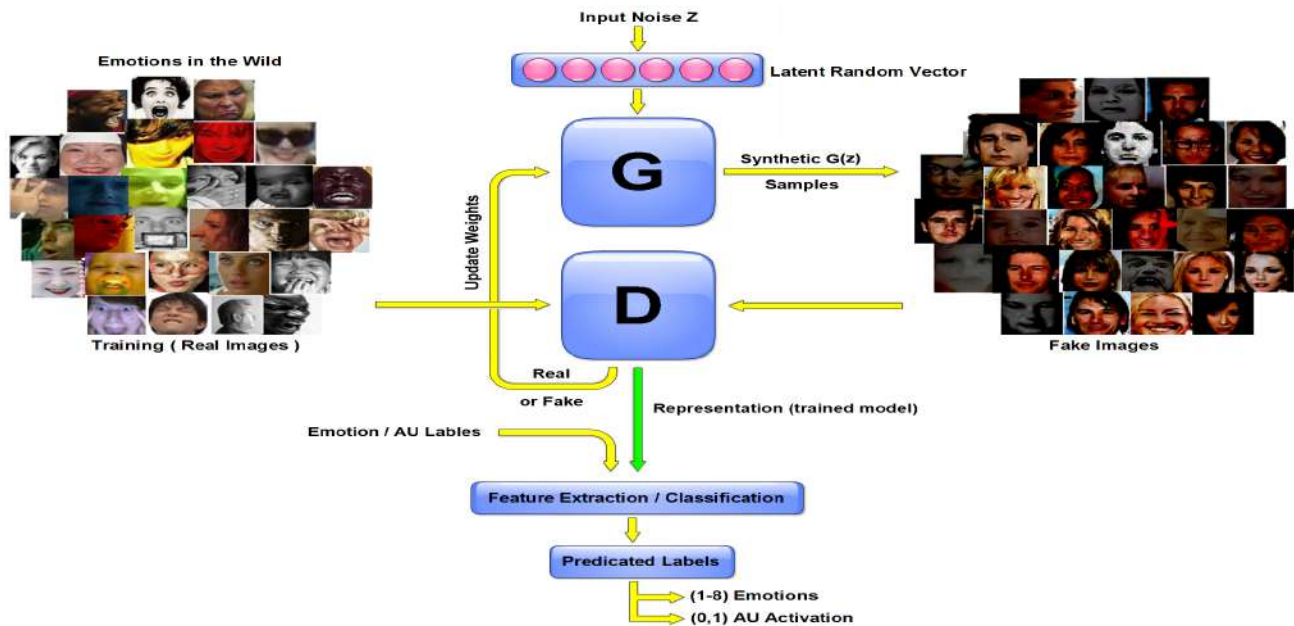 Input Noise Z
Emotions in the Wild
Latent Random Vector
G
Synthetic G(z)
Samples
Update Weights
D
Training ( Real Images )
Fake Images
Real
or Fake
Representation (trained model)
Emotion / AU Lables
Feature Extraction / Classification
Predicated Labels
(1-8) Emotions
(0,1) AU Activation